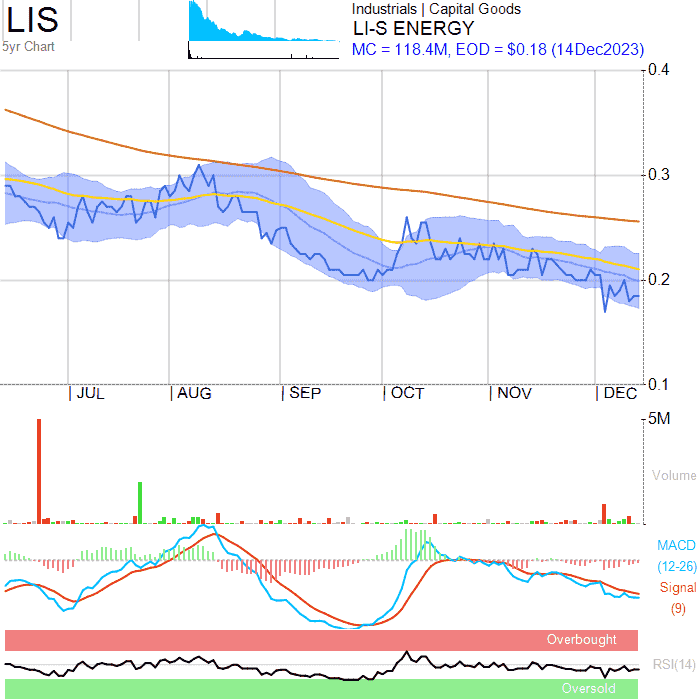 LIS
5yr Chart
Industrials | Capital Goods
LI-S ENERGY
MC = 118.4M, EOD = $0.18 (14Dec2023)
0.4
0.3
0.2
0.1
| JUL | AUG | SEP | OCT | NOV | DEC
5M
Volume
MACD
(12-26)
Signal
(9)
Overbought
RSI(14)
Oversold